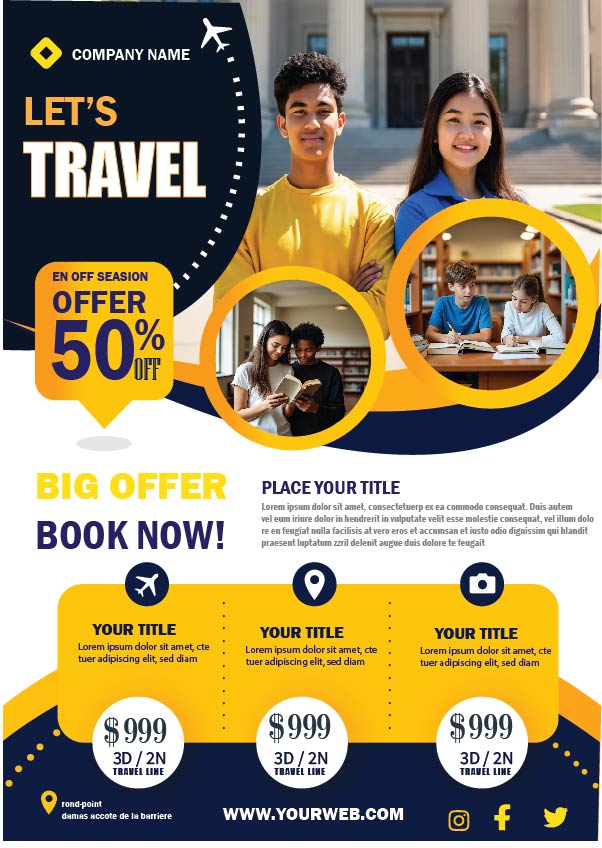 COMPANY NAME
LET'S
TRAVEL
EN OFF SEASION
OFFER
50%
OFF
BIG OFFER
BOOK NOW!
PLACE YOUR TITLE
Lorem ipsum dolor sit amet, consectetuerp ex ea commodo consequat. Duis autem
vel eum iriure dolor in hendrerit in vulputate velit esse molestie consequat, vel illum dolo
re eu feugiat nulla facilisis at vero eros et accumsan et iusto odio dignissim qui blandit
praesent luptatum zzril delenit augue duis dolore te feugait
YOUR TITLE
Lorem ipsum dolor sit amet, cte
tuer adipiscing elit, sed diam
YOUR TITLE
Lorem ipsum dolor sit amet, cte
tuer adipiscing elit, sed diam
YOUR TITLE
Lorem ipsum dolor sit amet, cte
tuer adipiscing elit, sed diam
$999
3D / 2N
TRAVEL LINE
$999
3D / 2N
TRAVEL LINE
$999
3D / 2N
TRAVEL LINE
rond-point
damas accote de la barriere
WWW.YOURWEB.COM